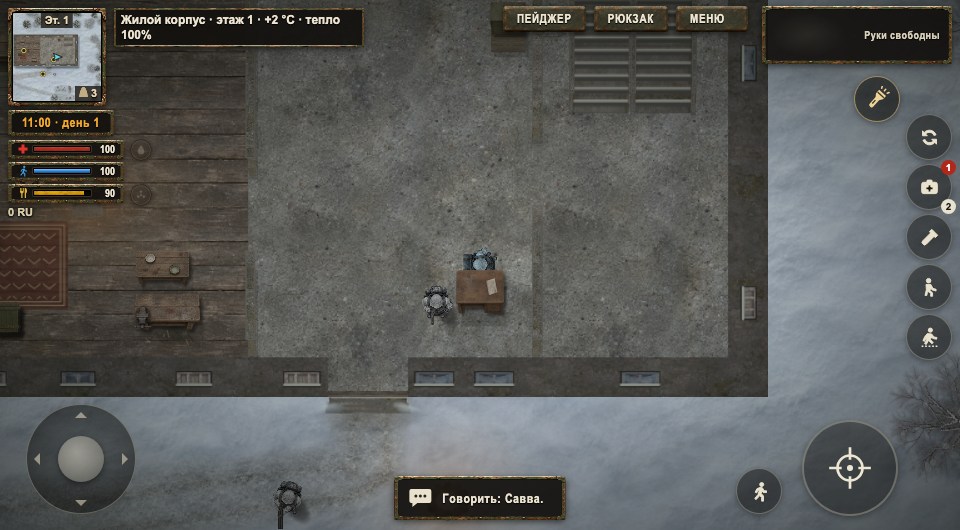 Эт. 1
3
Жилой корпус · этаж 1 · +2 °C · тепло
100%
ПЕЙДЖЕР
РЮКЗАК
МЕНЮ
Руки свободны
11:00 · день 1
100
100
90
0 RU
1
2
Говорить: Савва.